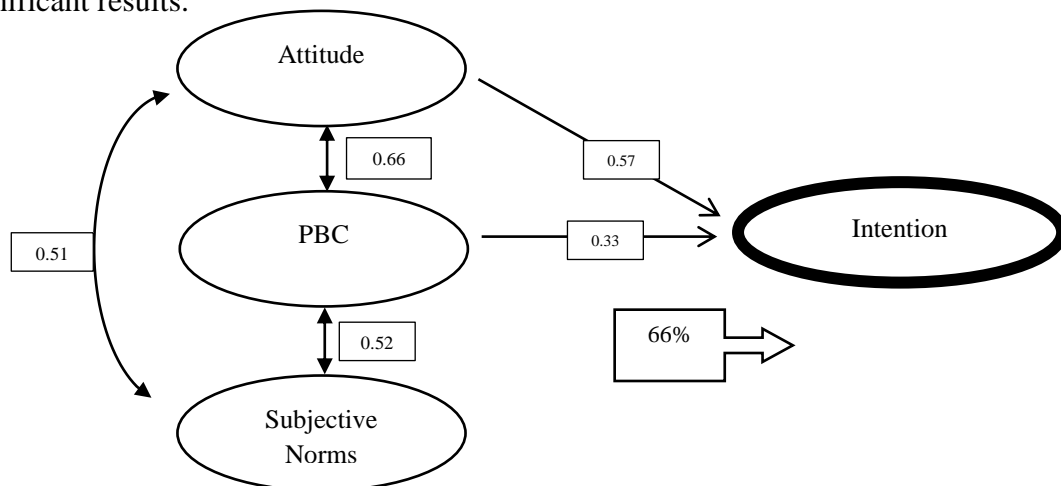 nificant results.
Attitude
0.66
0.57
PBC
0.33
Intention
0.51
0.52
66%
Subjective
Norms